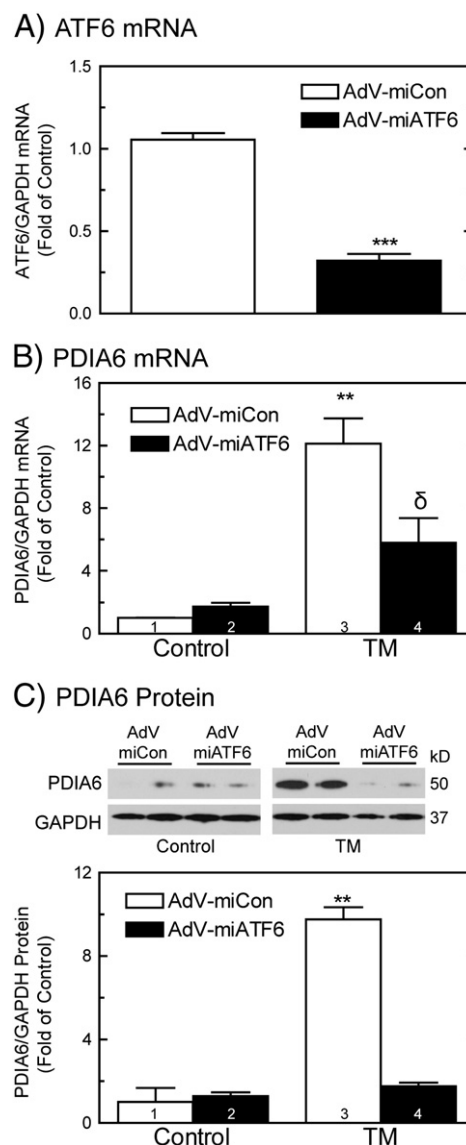 A) ATF6 mRNA
ATF6/GAPDH mRNA
(Fold of Control)
1.5
1.0
0.5
0.0
AdV-miCon
AdV-miATF6
***
B) PDIA6 mRNA
PDIA6/GAPDH mRNA
(Fold of Control)
16
12
8
4
0
AdV-miCon
AdV-miATF6
**
δ
1
2
3
4
Control
TM
C) PDIA6 Protein
AdV
miCon
AdV
miATF6
AdV
miCon
AdV
miATF6
kD
PDIA6
50
GAPDH
37
Control
TM
PDIA6/GAPDH Protein
(Fold of Control)
12
9
6
3
0
AdV-miCon
AdV-miATF6
**
1
2
3
4
Control
TM